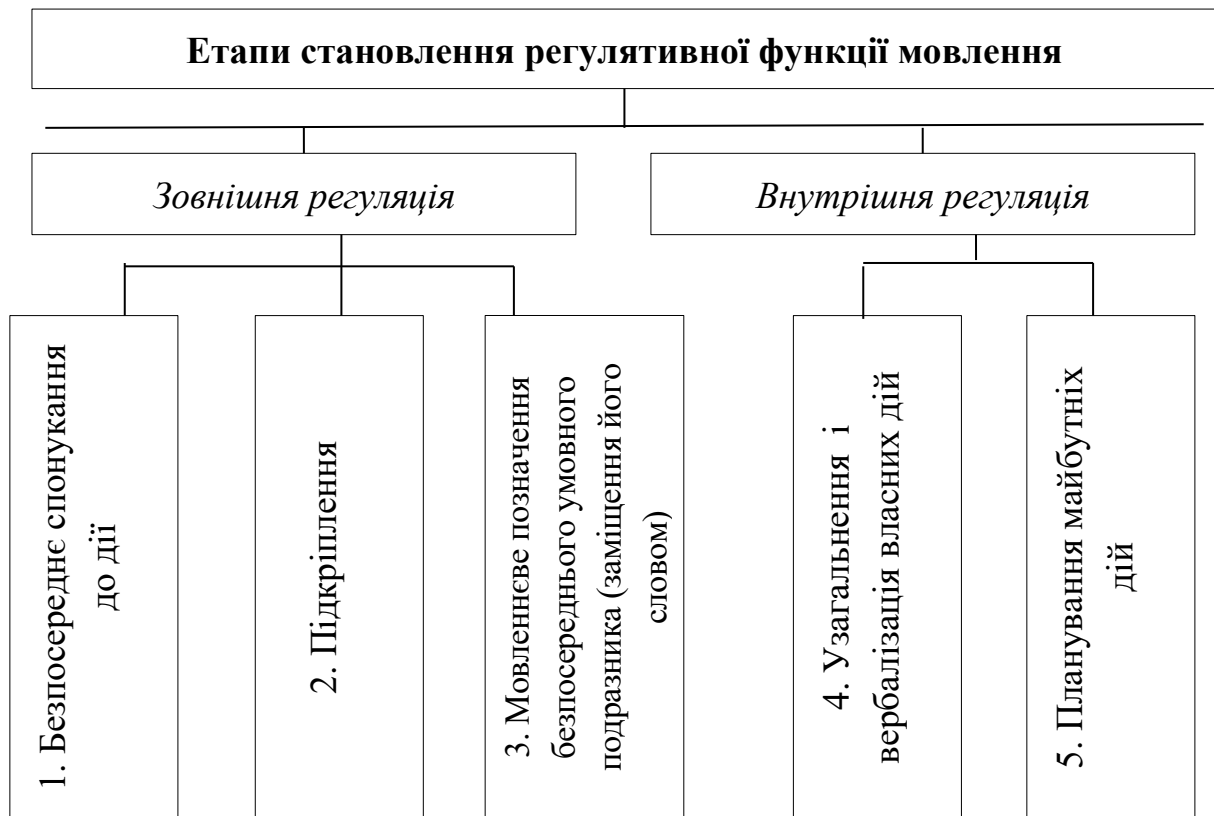 Етапи становлення регулятивної функції мовлення
Зовнішня регуляція
Внутрішня регуляція
1. Безпосереднє спонукання
до дії
2. Підкріплення
3. Мовленнєве позначення
безпосереднього умовного
подразника (заміщення його
словом)
4. Узагальнення і
вербалізація власних дій
5. Планування майбутніх
дій